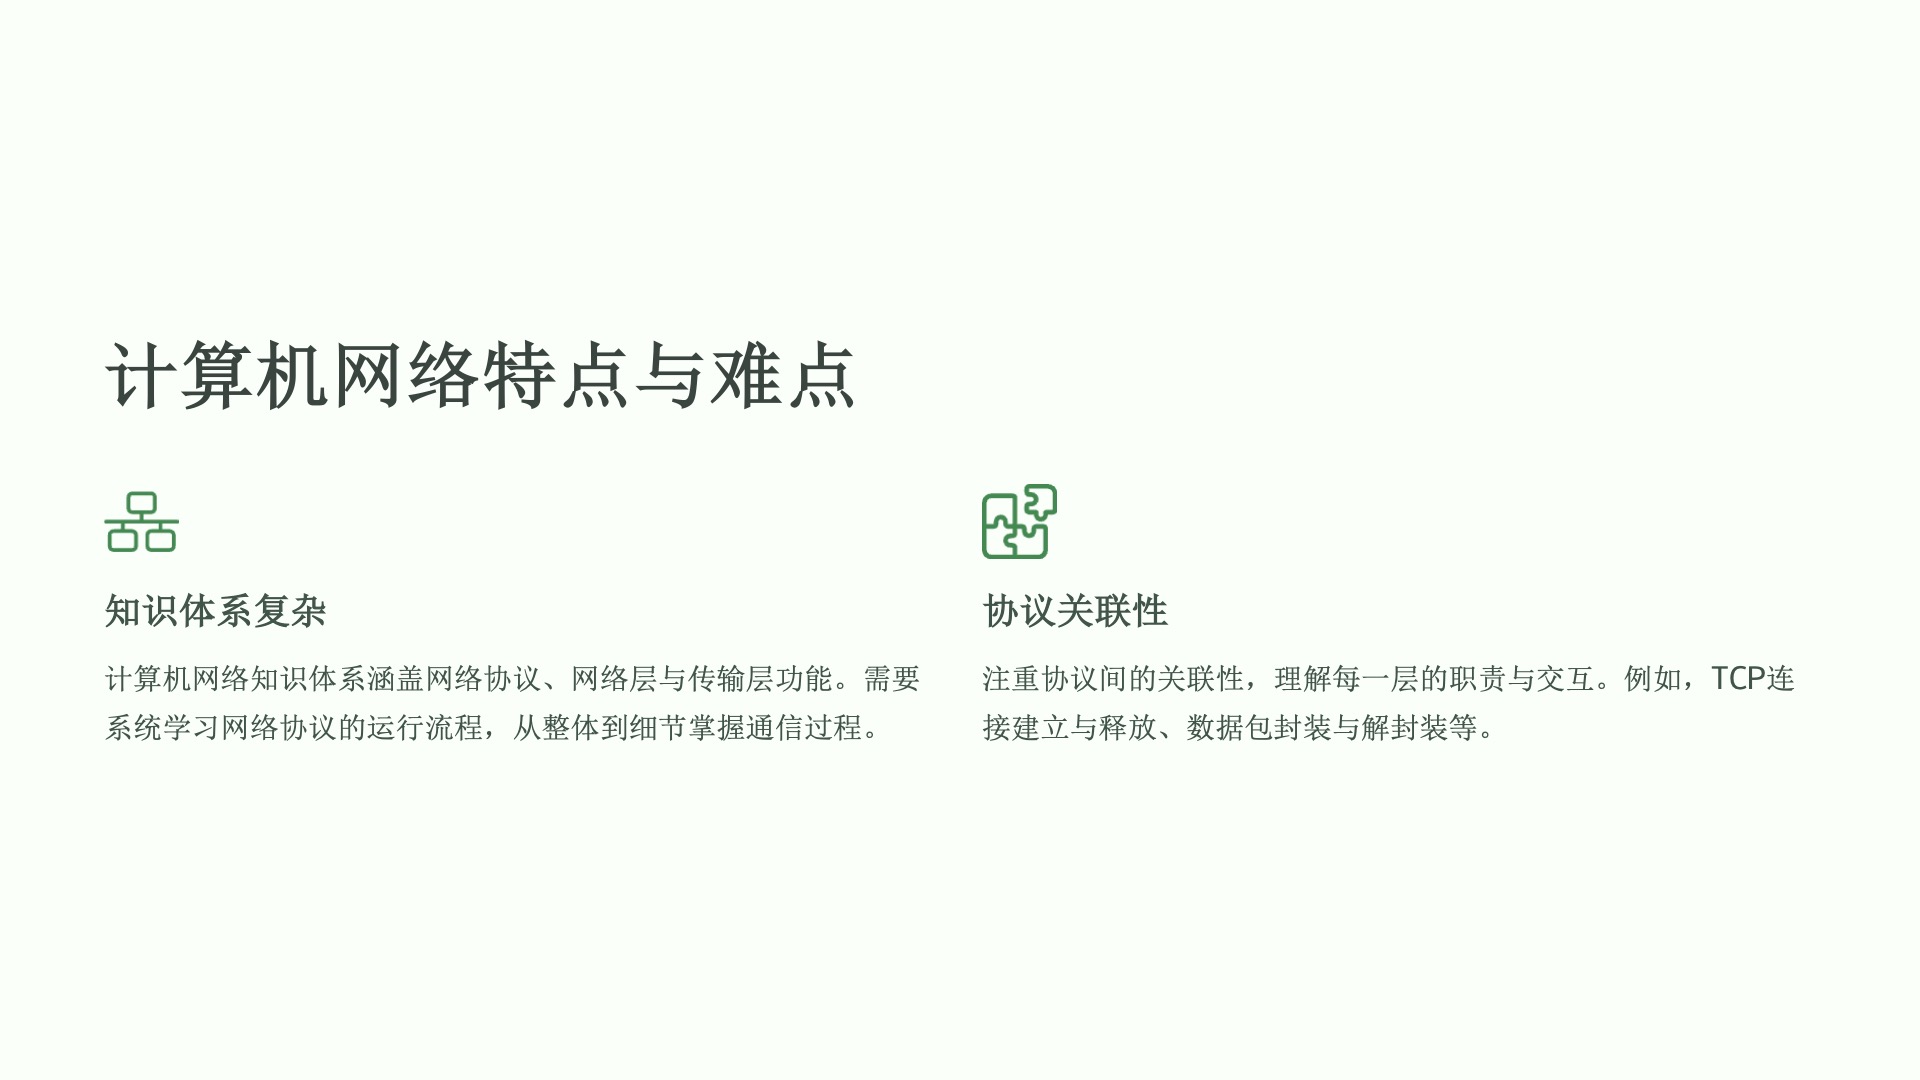 计算机网络特点与难点
知识体系复杂
计算机网络知识体系涵盖网络协议、网络层与传输层功能。需要
系统学习网络协议的运行流程，从整体到细节掌握通信过程。
协议关联性
注重协议间的关联性，理解每一层的职责与交互。例如，TCP连
接建立与释放、数据包封装与解封装等。